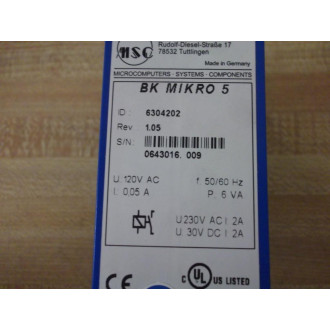 MSC
Rudolf-Diesel-Straße 17
78532 Tuttlingen
Made in Germany
MICROCOMPUTERS · SYSTEMS · COMPONENTS
BK MIKRO 5
ID 6304202
Rev. 1.05
S/N: 0643016. 009
U: 120V AC f: 50/60 Hz
I: 0.05 A P: 6 VA
U 230V AC I 2A
U. 30V DC I 2A
CE c UL US LISTED